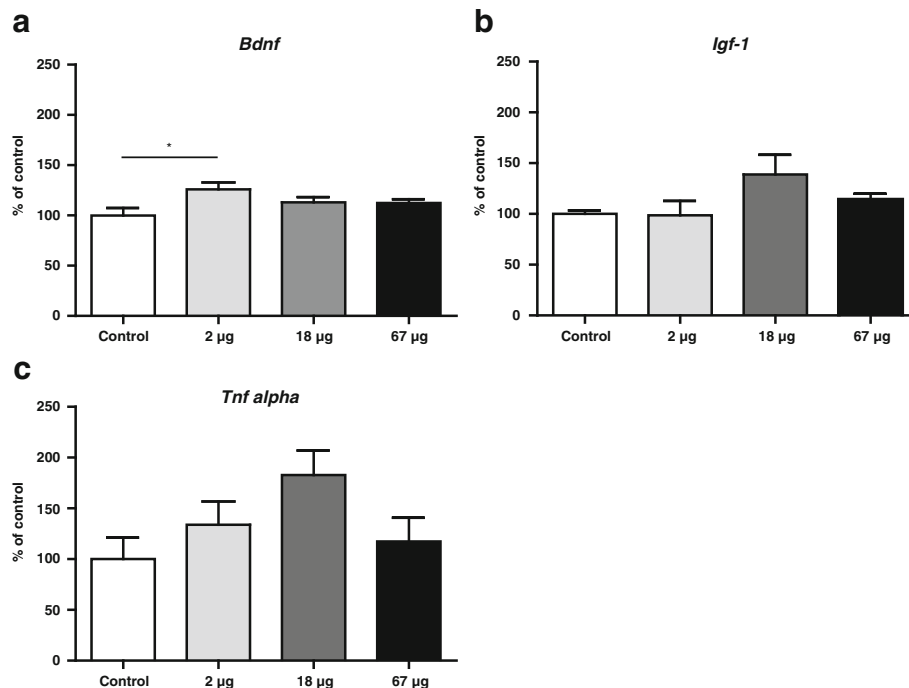 a
Bdnf
250
200
150
100
50
0
% of control
*
Control 2 µg 18 µg 67 µg
b
Igf-1
250
200
150
100
50
0
% of control
Control 2 µg 18 µg 67 µg
c
Tnf alpha
250
200
150
100
50
0
% of control
Control 2 µg 18 µg 67 µg